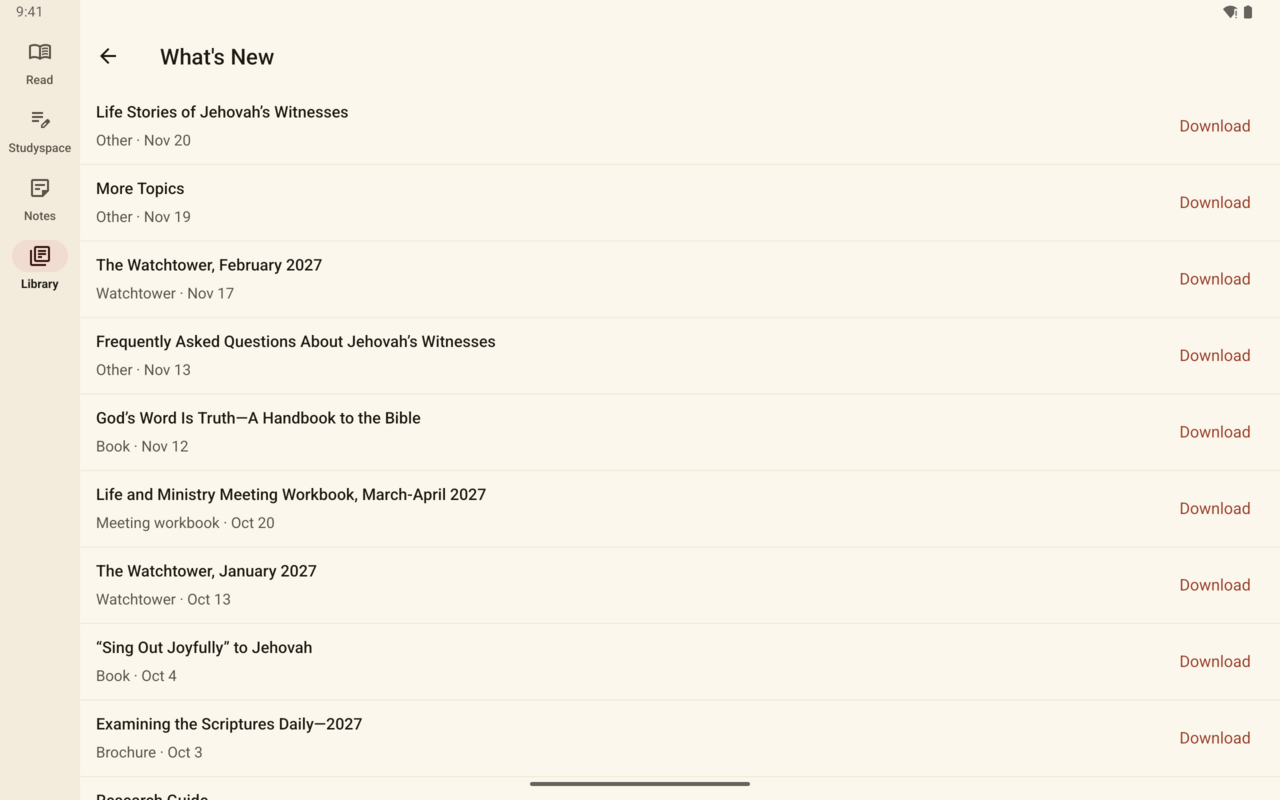 9:41
Read
Studyspace
Notes
Library
What's New
Life Stories of Jehovah’s Witnesses
Other · Nov 20
Download
More Topics
Other · Nov 19
Download
The Watchtower, February 2027
Watchtower · Nov 17
Download
Frequently Asked Questions About Jehovah’s Witnesses
Other · Nov 13
Download
God’s Word Is Truth—A Handbook to the Bible
Book · Nov 12
Download
Life and Ministry Meeting Workbook, March-April 2027
Meeting workbook · Oct 20
Download
The Watchtower, January 2027
Watchtower · Oct 13
Download
“Sing Out Joyfully” to Jehovah
Book · Oct 4
Download
Examining the Scriptures Daily—2027
Brochure · Oct 3
Download
Research Guide